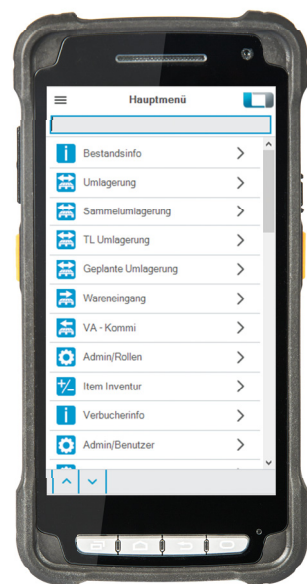 Hauptmenü
Bestandsinfo
Umlagerung
Sammelumlagerung
TL Umlagerung
Geplante Umlagerung
Wareneingang
VA - Kommi
Admin/Rollen
Item Inventur
Verbucherinfo
Admin/Benutzer